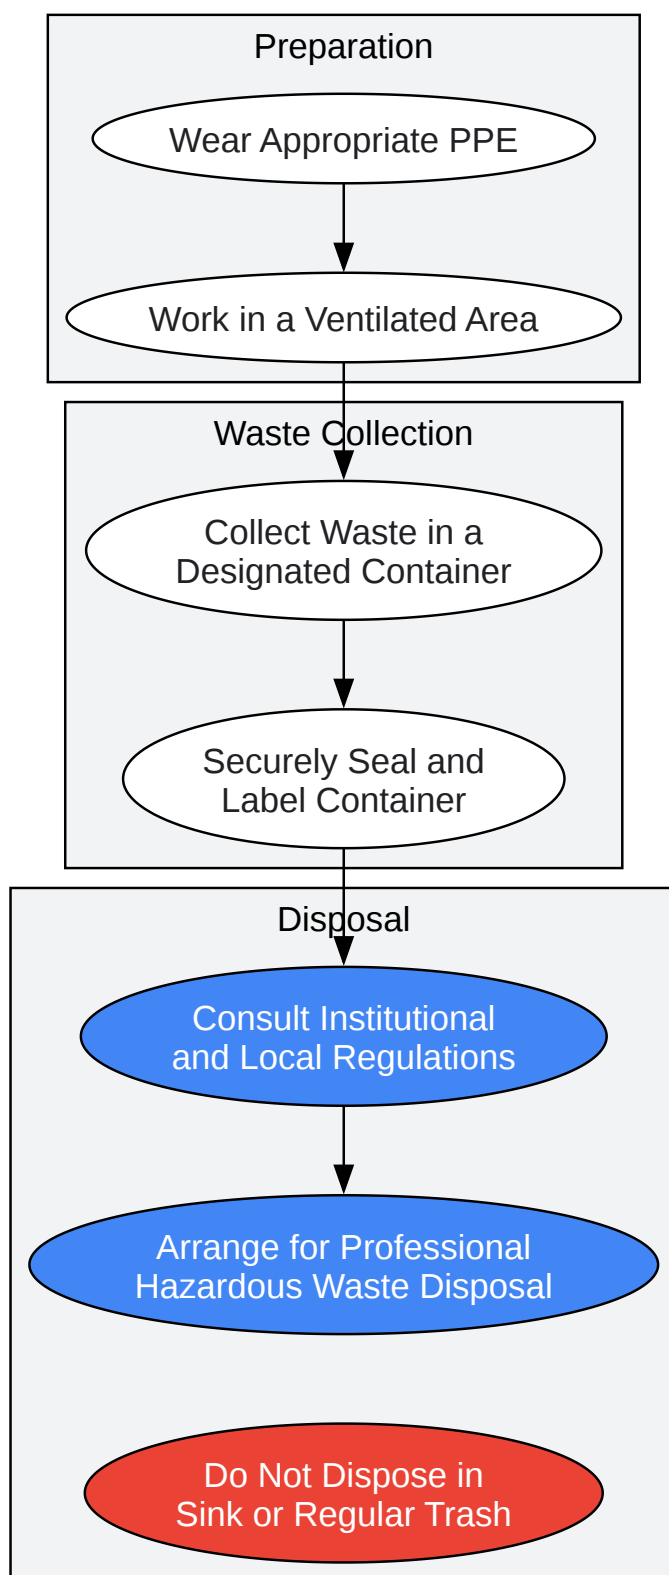 Preparation
Wear Appropriate PPE
Work in a Ventilated Area
Waste Collection
Collect Waste in a
Designated Container
Securely Seal and
Label Container
Disposal
Consult Institutional
and Local Regulations
Arrange for Professional
Hazardous Waste Disposal
Do Not Dispose in
Sink or Regular Trash